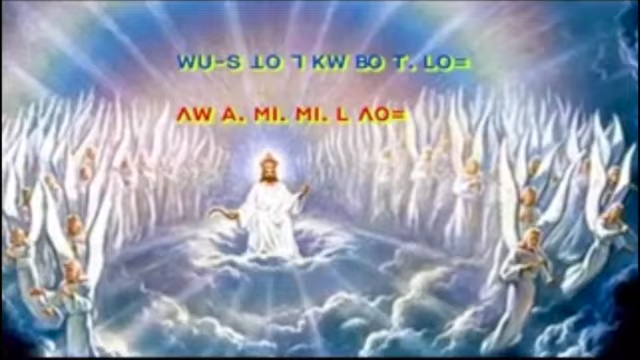 ꓪꓴ-ꓢ ꓕꓳ ꓶ ꓗꓪ ꓐꓳ ꓔꓸ ꓡꓳ꓿
ꓥꓪ ꓮꓸ ꓟꓲꓸ ꓟꓲꓸ ꓡ ꓥꓳ꓿